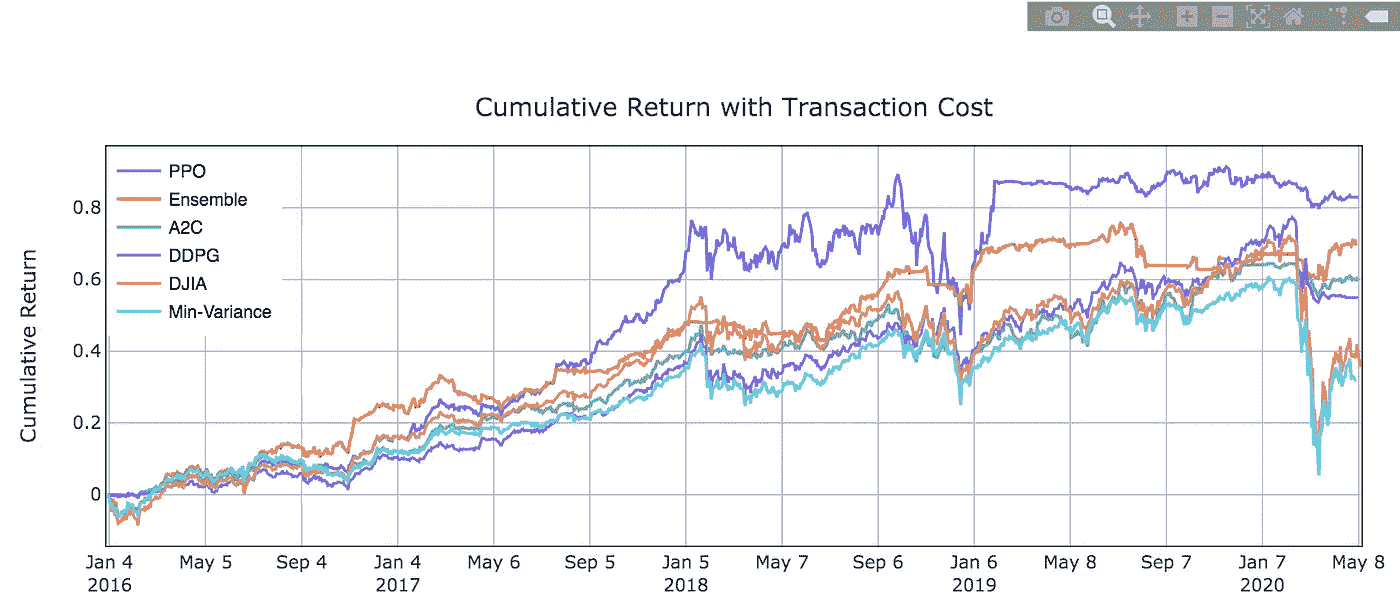 Cumulative Return with Transaction Cost
PPO
Ensemble
A2C
DDPG
DJIA
Min-Variance
Cumulative Return
0.8
0.6
0.4
0.2
0
Jan 4 May 5 Sep 4 Jan 4 May 6 Sep 5 Jan 5 May 7 Sep 6 Jan 6 May 8 Sep 7 Jan 7 May 8
2016 2017 2018 2019 2020